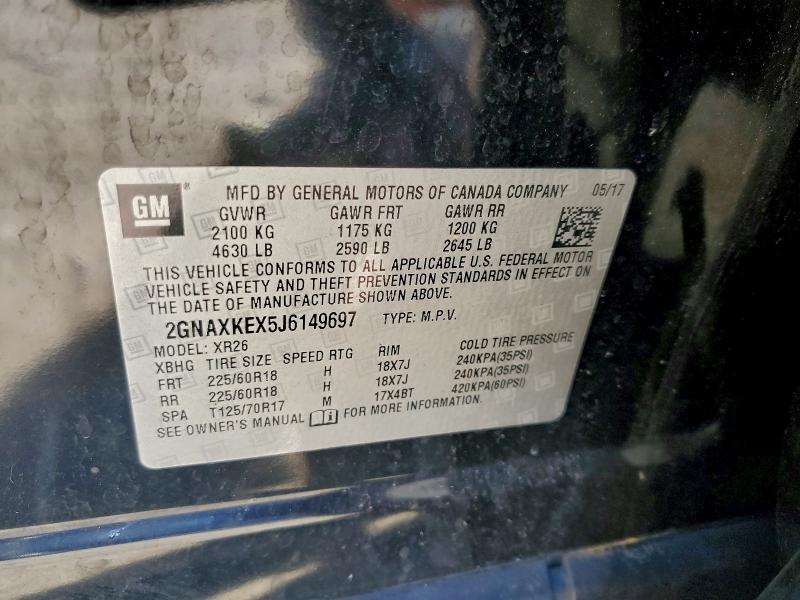 GM ® MFD BY GENERAL MOTORS OF CANADA COMPANY 05/17
GVWR GAWR FRT GAWR RR
2100 KG 1175 KG 1200 KG
4630 LB 2590 LB 2645 LB
THIS VEHICLE CONFORMS TO ALL APPLICABLE U.S. FEDERAL MOTOR
VEHICLE SAFETY AND THEFT PREVENTION STANDARDS IN EFFECT ON
THE DATE OF MANUFACTURE SHOWN ABOVE.
2GNAXKEX5J6149697 TYPE: M.P.V.
MODEL: XR26
XBHG TIRE SIZE SPEED RTG RIM COLD TIRE PRESSURE
FRT 225/60R18 H 18X7J 240KPA(35PSI)
RR 225/60R18 H 18X7J 240KPA(35PSI)
SPA T125/70R17 M 17X4BT 420KPA(60PSI)
SEE OWNER'S MANUAL FOR MORE INFORMATION.